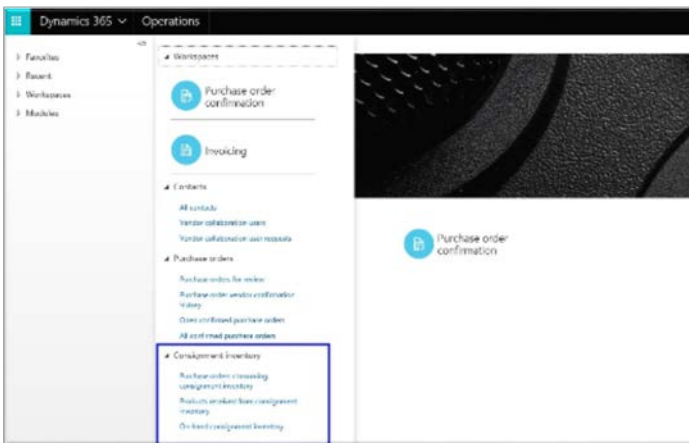 Dynamics 365
Operations
Favorites
Recent
Workspaces
Modules
Workspaces
Purchase order
confirmation
Invoicing
Contacts
All contacts
Vendor collaboration users
Vendor collaboration user requests
Purchase orders
Purchase orders for review
Purchase order vendor confirmation
history
Open confirmed purchase orders
All confirmed purchase orders
Consignment inventory
Purchase orders consuming
consignment inventory
Products received from consignment
inventory
On-hand consignment inventory
Purchase order
confirmation